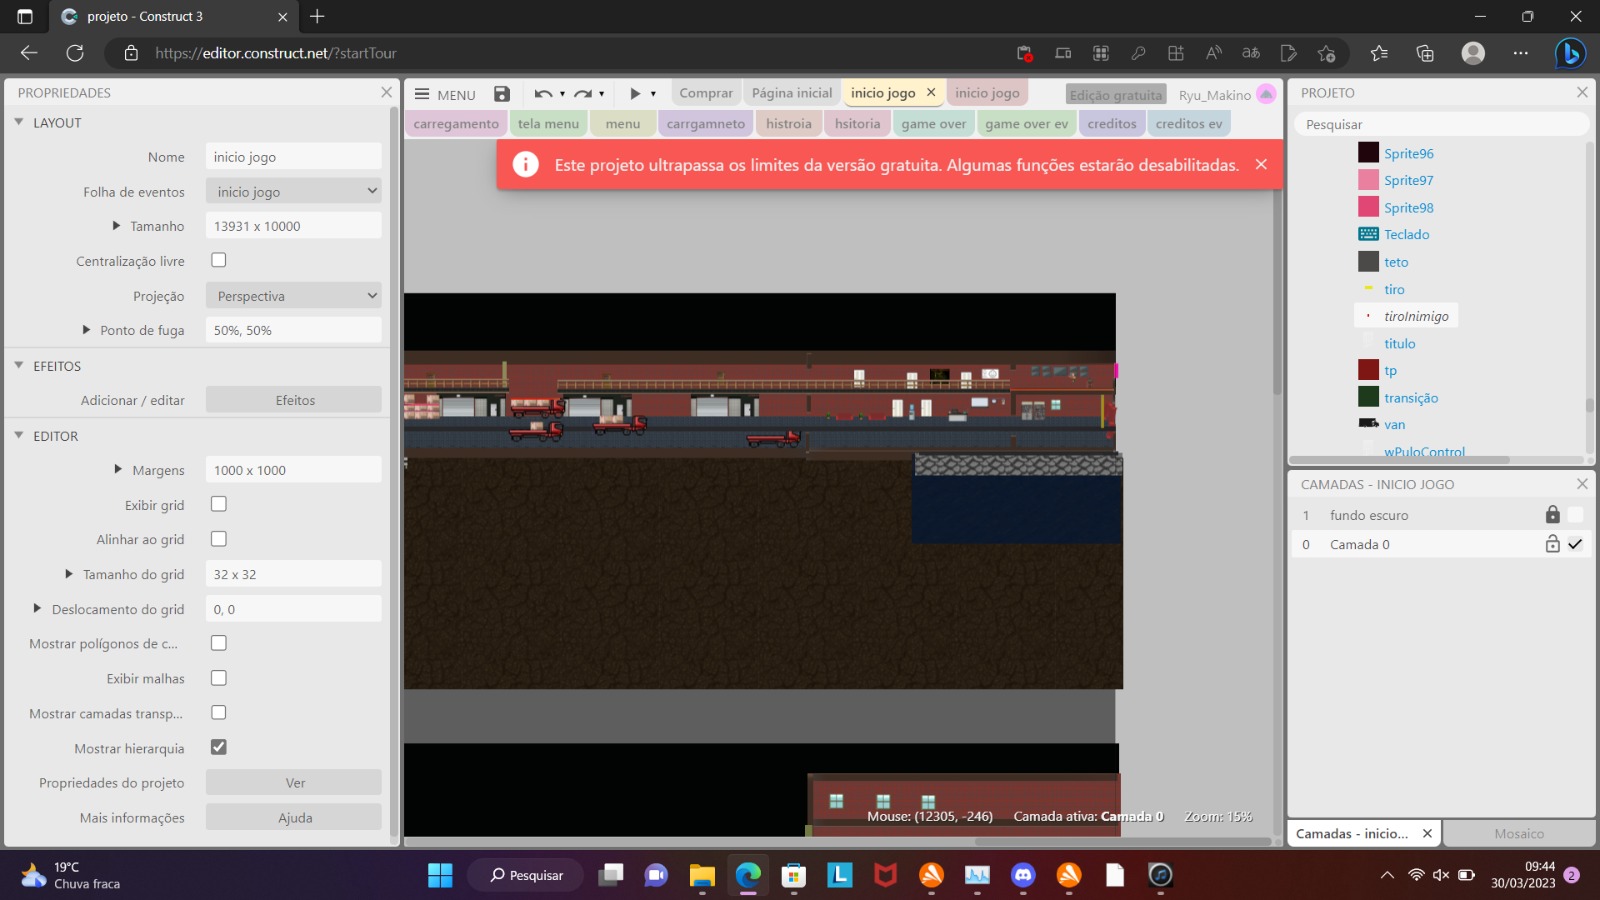 projeto - Construct 3
https://editor.construct.net/?startTour
PROPRIEDADES
LAYOUT
Nome inicio jogo
Folha de eventos inicio jogo
Tamanho 13931 x 10000
Centralização livre
Projeção Perspectiva
Ponto de fuga 50%, 50%
EFEITOS
Adicionar / editar Efeitos
EDITOR
Margens 1000 x 1000
Exibir grid
Alinhar ao grid
Tamanho do grid 32 x 32
Deslocamento do grid 0, 0
Mostrar polígonos de c...
Exibir malhas
Mostrar camadas transp...
Mostrar hierarquia
Propriedades do projeto Ver
Mais informações Ajuda
MENU Comprar Página inicial inicio jogo inicio jogo Edição gratuita Ryu_Makino
carregamento tela menu menu carrgamneto histroia hsitoria game over game over ev creditos creditos ev
Este projeto ultrapassa os limites da versão gratuita. Algumas funções estarão desabilitadas.
Mouse: (12305, -246) Camada ativa: Camada 0 Zoom: 15%
PROJETO
Pesquisar
Sprite96
Sprite97
Sprite98
Teclado
teto
tiro
tiroInimigo
titulo
tp
transição
van
wPuloControl
CAMADAS - INICIO JOGO
1 fundo escuro
0 Camada 0
Camadas - inicio... Mosaico
19°C
Chuva fraca
Pesquisar
09:44
30/03/2023
2